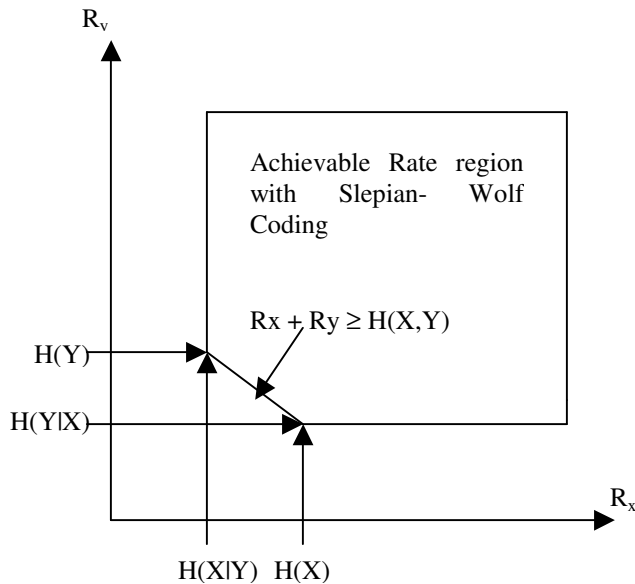 R_v
Achievable Rate region
with Slepian- Wolf
Coding
Rx + Ry ≥ H(X,Y)
H(Y)
H(Y|X)
R_x
H(X|Y) H(X)